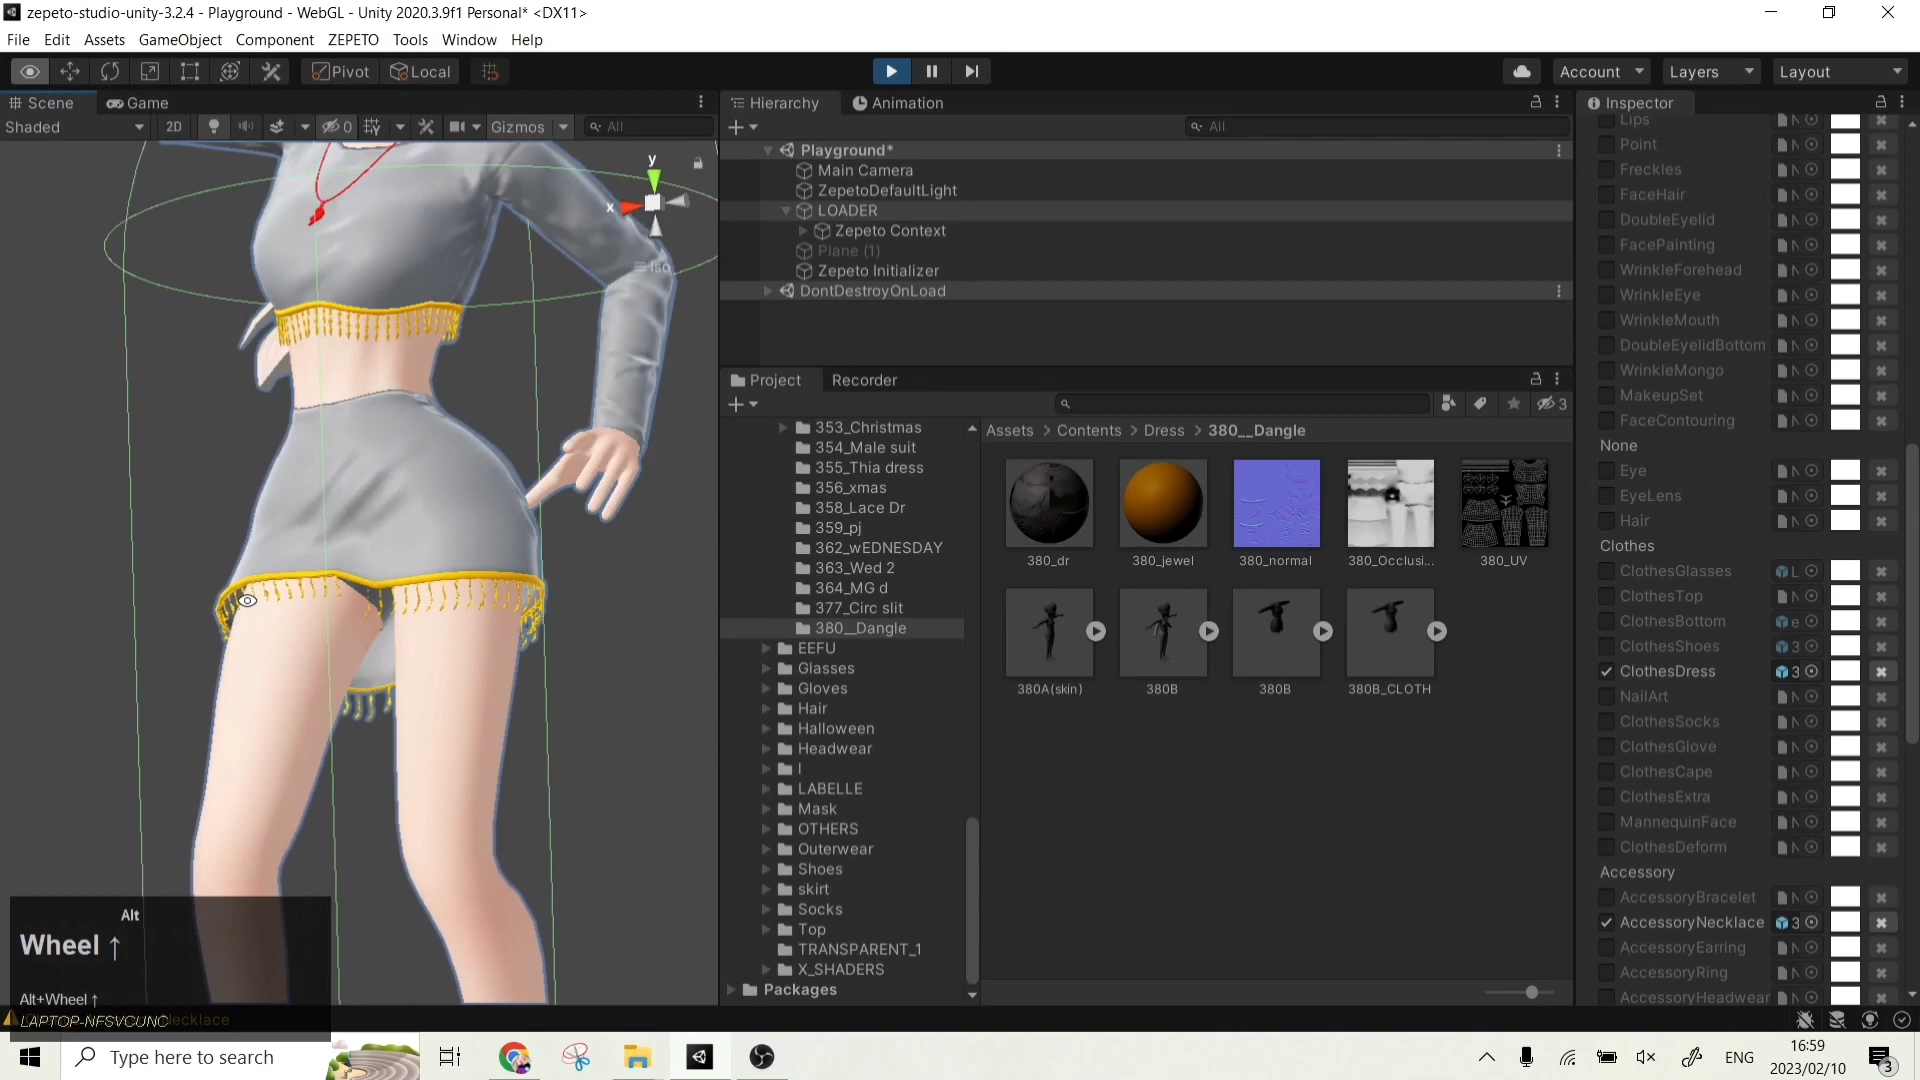 zepeto-studio-unity-3.2.4 - Playground - WebGL - Unity 2020.3.9f1 Personal* <DX11>
File Edit Assets GameObject Component ZEPETO Tools Window Help
Pivot Local
Account Layers Layout
Scene Game
Shaded 2D 0 Gizmos All
y
x
Iso
Hierarchy Animation
All
Playground*
Main Camera
ZepetoDefaultLight
LOADER
Zepeto Context
Plane (1)
Zepeto Initializer
DontDestroyOnLoad
Project Recorder
3
353_Christmas
354_Male suit
355_Thia dress
356_xmas
358_Lace Dr
359_pj
362_wEDNESDAY
363_Wed 2
364_MG d
377_Circ slit
380__Dangle
EEFU
Glasses
Gloves
Hair
Halloween
Headwear
LABELLE
Mask
OTHERS
Outerwear
Shoes
skirt
Socks
Top
TRANSPARENT_1
X_SHADERS
Packages
Assets > Contents > Dress > 380__Dangle
380_dr 380_jewel 380_normal 380_Occlusi... 380_UV
380A(skin) 380B 380B 380B_CLOTH
Inspector
Lips
Point
Freckles
FaceHair
DoubleEyelid
FacePainting
WrinkleForehead
WrinkleEye
WrinkleMouth
DoubleEyelidBottom
WrinkleMongo
MakeupSet
FaceContouring
None
Eye
EyeLens
Hair
Clothes
ClothesGlasses
ClothesTop
ClothesBottom
ClothesShoes
ClothesDress
NailArt
ClothesSocks
ClothesGlove
ClothesCape
ClothesExtra
MannequinFace
ClothesDeform
Accessory
AccessoryBracelet
AccessoryNecklace
AccessoryEarring
AccessoryRing
AccessoryHeadwear
Alt
Wheel ↑
Alt+Wheel ↑
LAPTOP-NFSVCUNC
Type here to search
ENG
16:59
2023/02/10
3